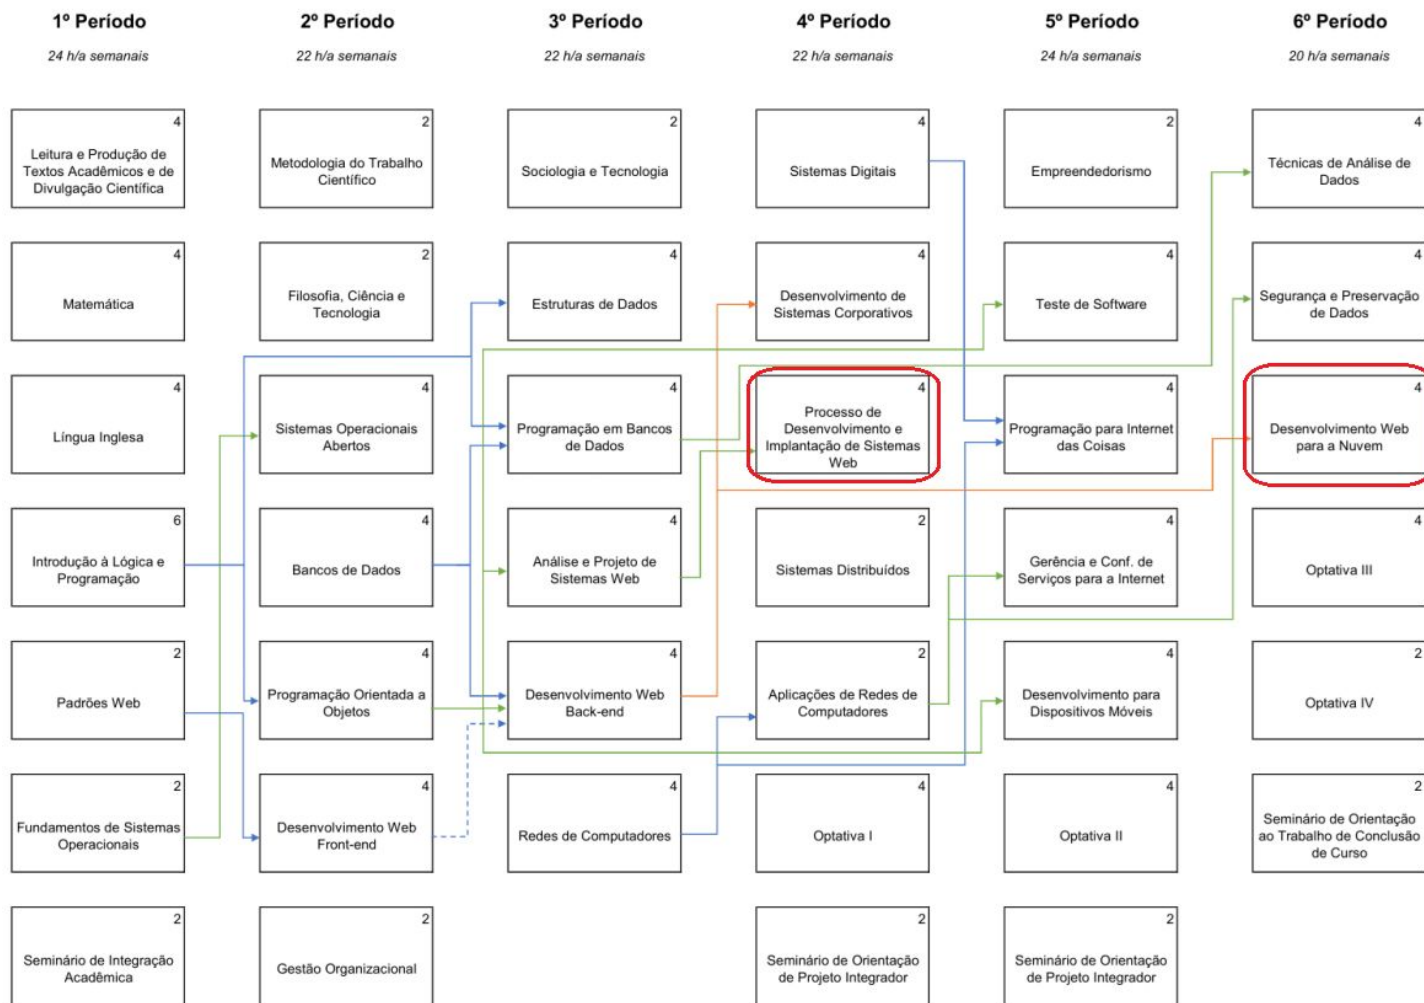 1º Período
24 h/a semanais
4
Leitura e Produção de
Textos Acadêmicos e de
Divulgação Científica
4
Matemática
4
Língua Inglesa
6
Introdução à Lógica e
Programação
2
Padrões Web
2
Fundamentos de Sistemas
Operacionais
2
Seminário de Integração
Acadêmica
2º Período
22 h/a semanais
2
Metodologia do Trabalho
Científico
2
Filosofia, Ciência e
Tecnologia
4
Sistemas Operacionais
Abertos
4
Bancos de Dados
4
Programação Orientada a
Objetos
4
Desenvolvimento Web
Front-end
2
Gestão Organizacional
3º Período
22 h/a semanais
2
Sociologia e Tecnologia
4
Estruturas de Dados
4
Programação em Bancos
de Dados
4
Análise e Projeto de
Sistemas Web
4
Desenvolvimento Web
Back-end
4
Redes de Computadores
4º Período
22 h/a semanais
4
Sistemas Digitais
4
Desenvolvimento de
Sistemas Corporativos
4
Processo de
Desenvolvimento e
Implantação de Sistemas
Web
2
Sistemas Distribuídos
2
Aplicações de Redes de
Computadores
4
Optativa I
2
Seminário de Orientação
de Projeto Integrador
5º Período
24 h/a semanais
2
Empreendedorismo
4
Teste de Software
4
Programação para Internet
das Coisas
4
Gerência e Conf. de
Serviços para a Internet
4
Desenvolvimento para
Dispositivos Móveis
4
Optativa II
2
Seminário de Orientação
de Projeto Integrador
6º Período
20 h/a semanais
4
Técnicas de Análise de
Dados
4
Segurança e Preservação
de Dados
4
Desenvolvimento Web
para a Nuvem
4
Optativa III
2
Optativa IV
2
Seminário de Orientação
ao Trabalho de Conclusão
de Curso